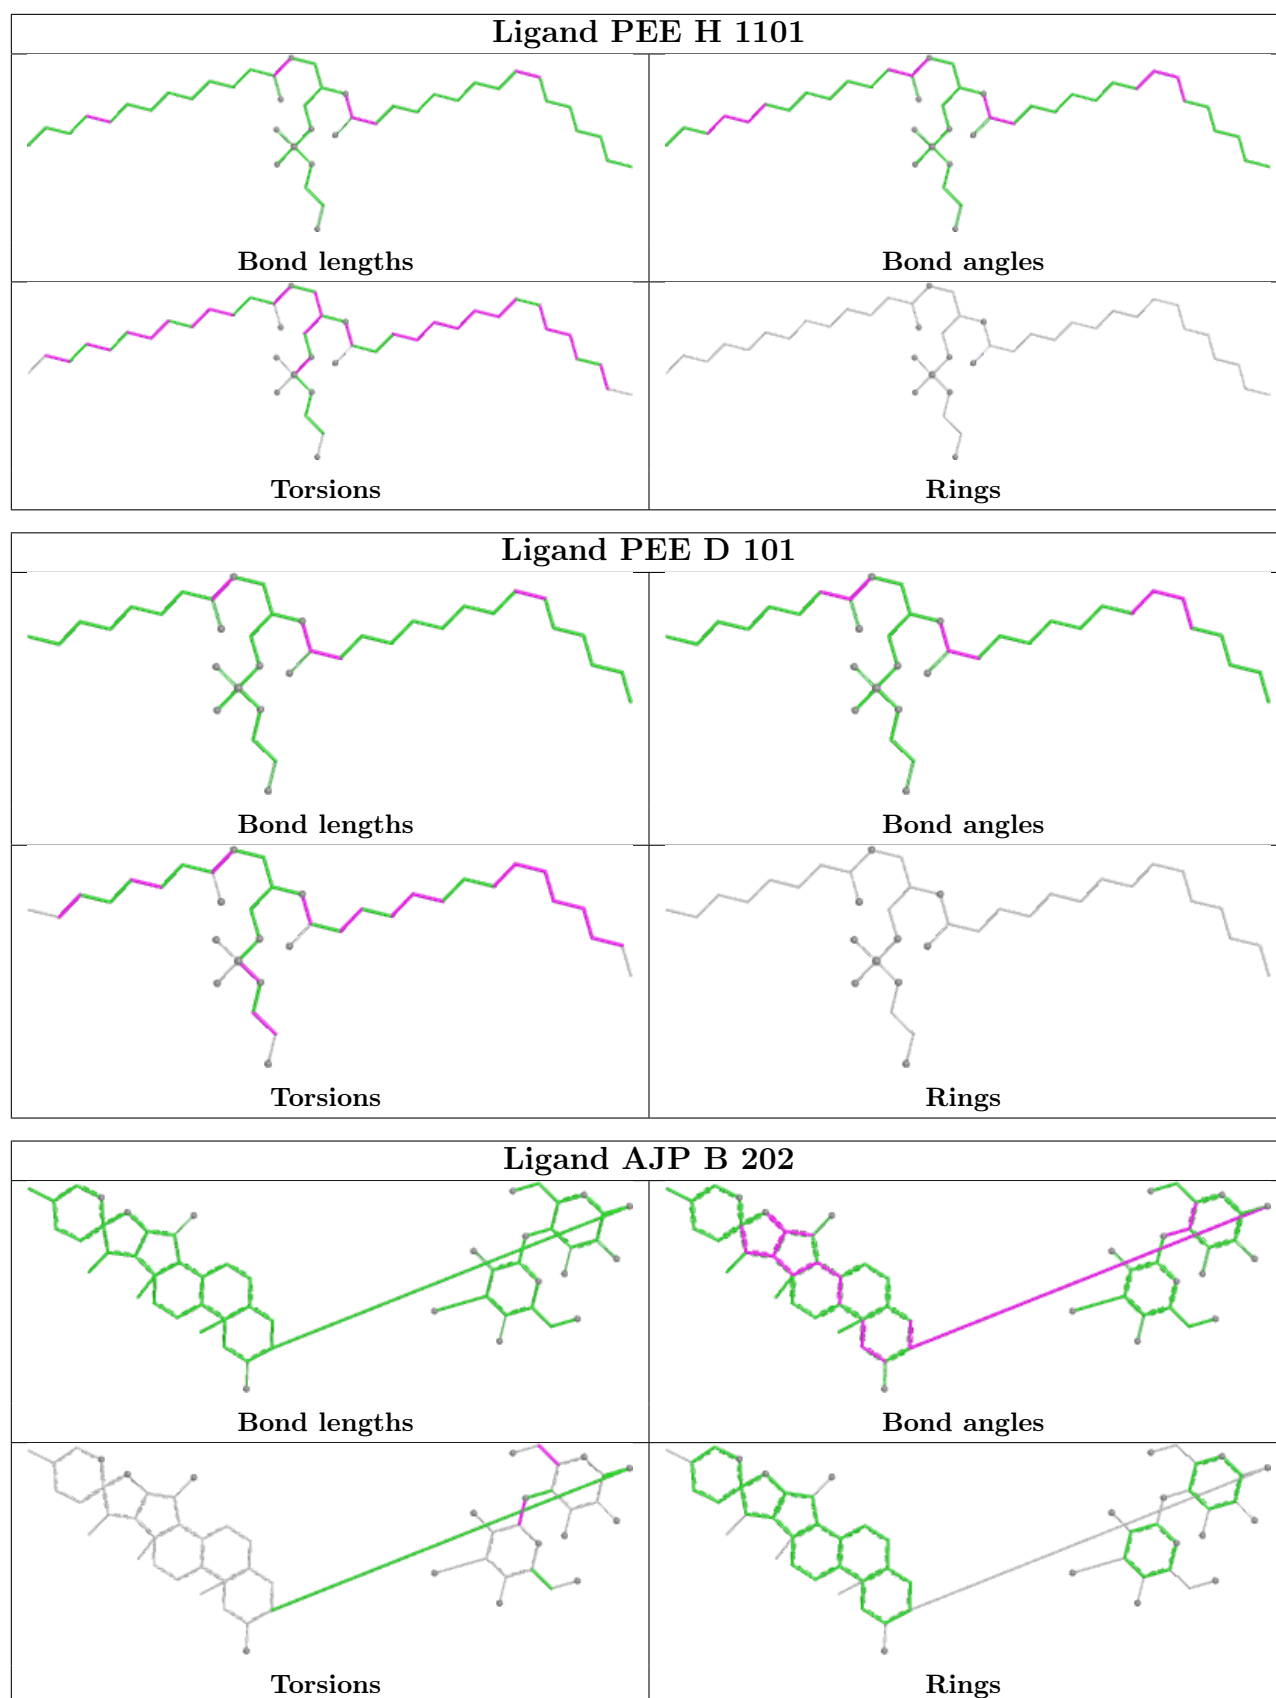 Ligand PEE H 1101
Bond lengths
Bond angles
Torsions
Rings
Ligand PEE D 101
Bond lengths
Bond angles
Torsions
Rings
Ligand AJP B 202
Bond lengths
Bond angles
Torsions
Rings